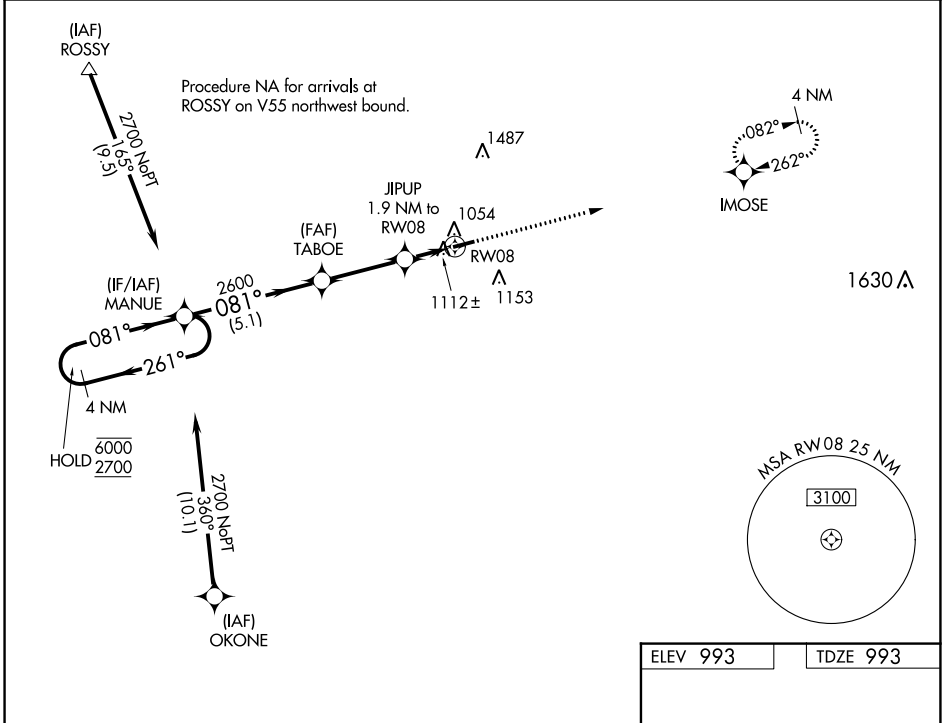 (IAF)
ROSSY
Procedure NA for arrivals at
ROSSY on V55 northwest bound.
2700 NoPT
165°
(9.5)
1487
4 NM
082°
262°
IMOSE
JIPUP
1.9 NM to
RW08
1054
(FAF)
TABOE
RW08
1112±
1153
1630
(IF/IAF)
MANUE
2600
081°
(5.1)
081°
261°
4 NM
HOLD
6000
2700
2700 NoPT
360°
(10.1)
(IAF)
OKONE
MSA RW08 25 NM
3100
ELEV 993
TDZE 993